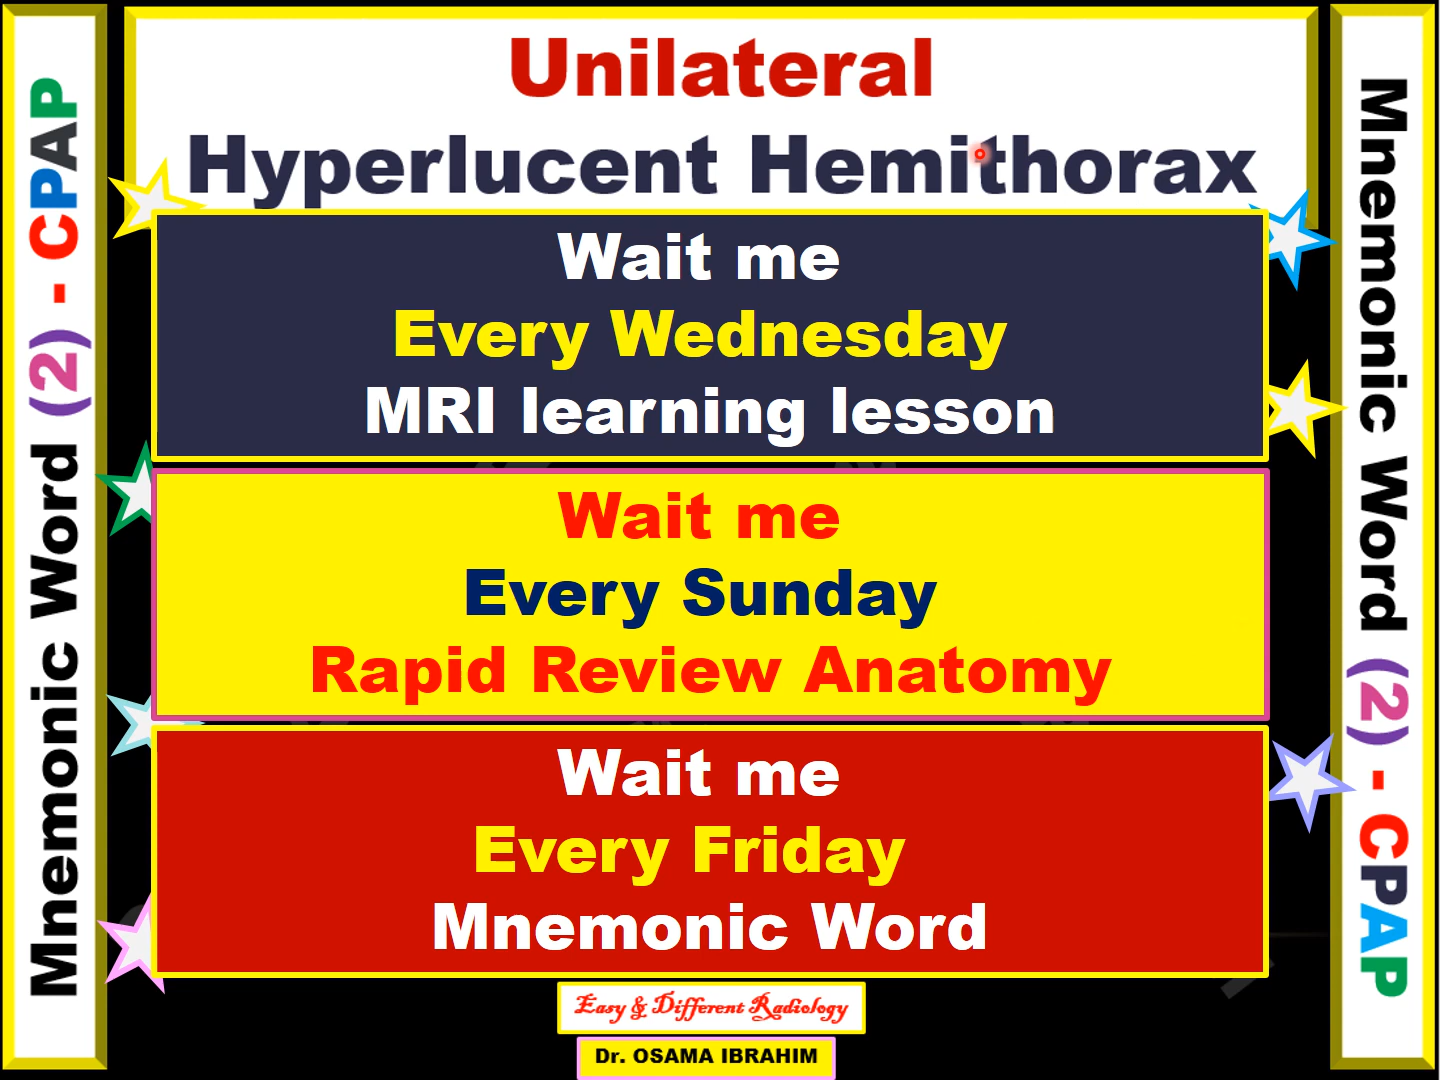 Unilateral
Hyperlucent Hemithorax
Mnemonic Word (2) - CPAP
Wait me
Every Wednesday
MRI learning lesson
Wait me
Every Sunday
Rapid Review Anatomy
Wait me
Every Friday
Mnemonic Word
Mnemonic Word (2) - CPAP
Easy & Different Radiology
Dr. OSAMA IBRAHIM